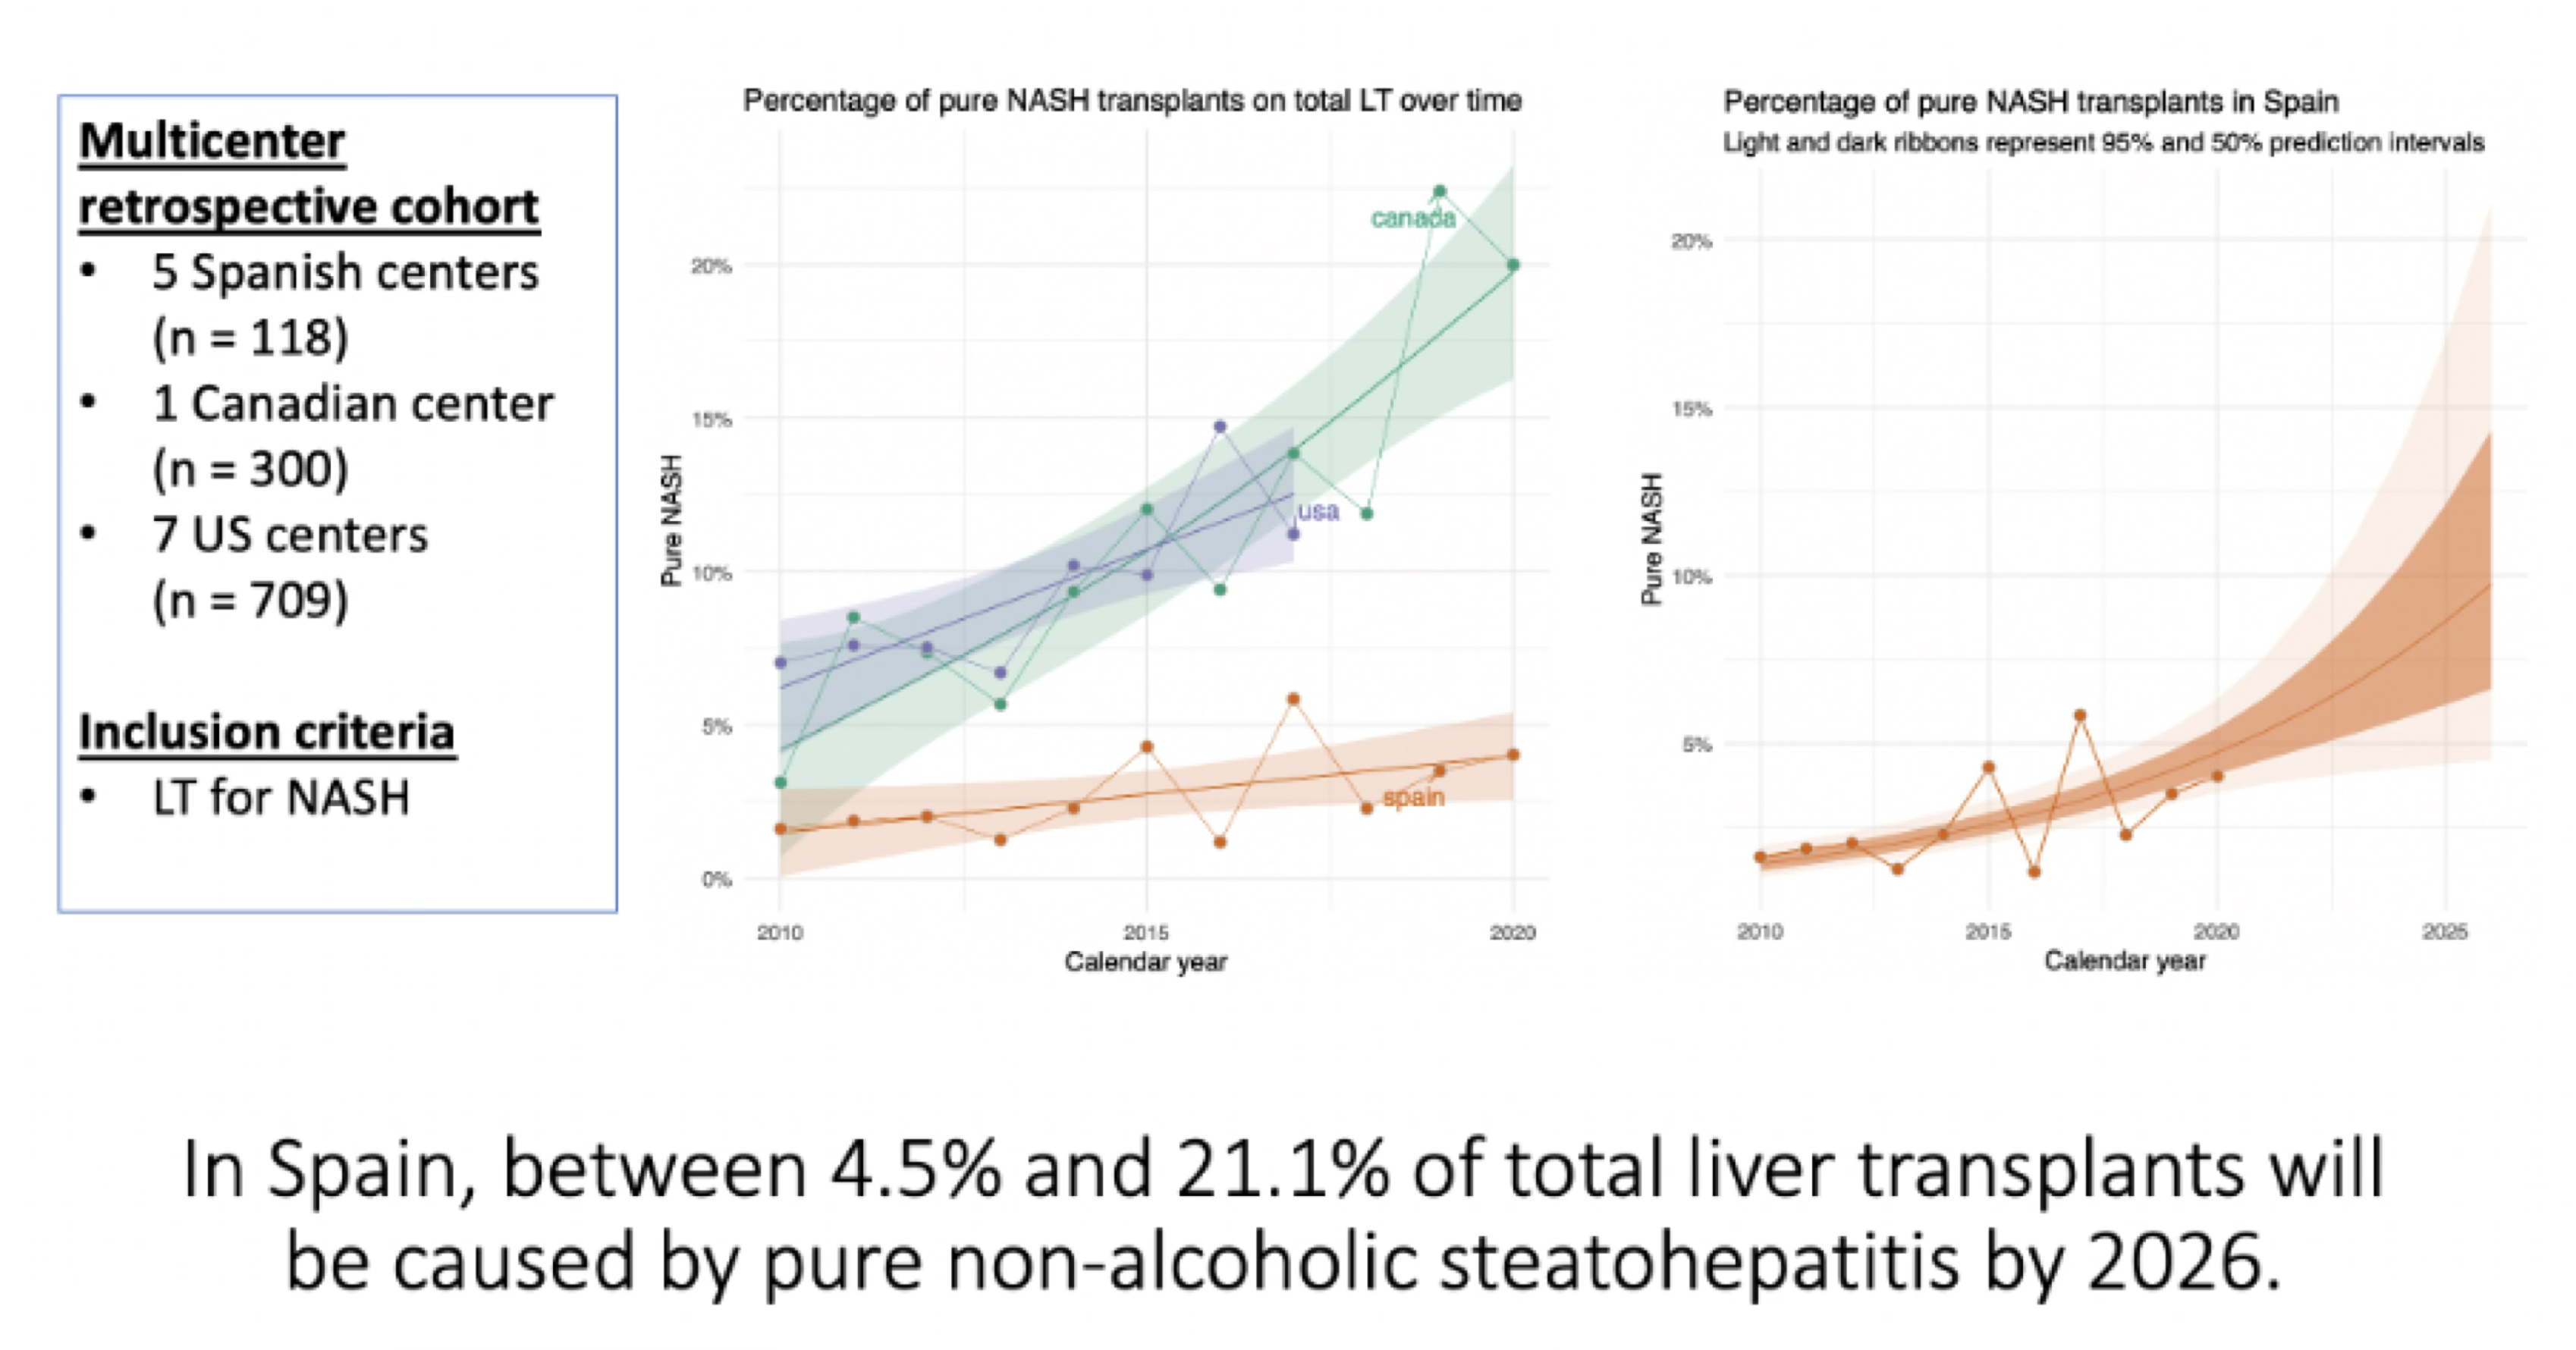 Multicenter
retrospective cohort
• 5 Spanish centers
(n = 118)
• 1 Canadian center
(n = 300)
• 7 US centers
(n = 709)
Inclusion criteria
• LT for NASH
Percentage of pure NASH transplants on total LT over time
canada
20%
15%
usa
Pure NASH
10%
5%
spain
0%
2010 2015 2020
Calendar year
Percentage of pure NASH transplants in Spain
Light and dark ribbons represent 95% and 50% prediction intervals
20%
15%
Pure NASH
10%
5%
2010 2015 2020 2025
Calendar year
In Spain, between 4.5% and 21.1% of total liver transplants will
be caused by pure non-alcoholic steatohepatitis by 2026.